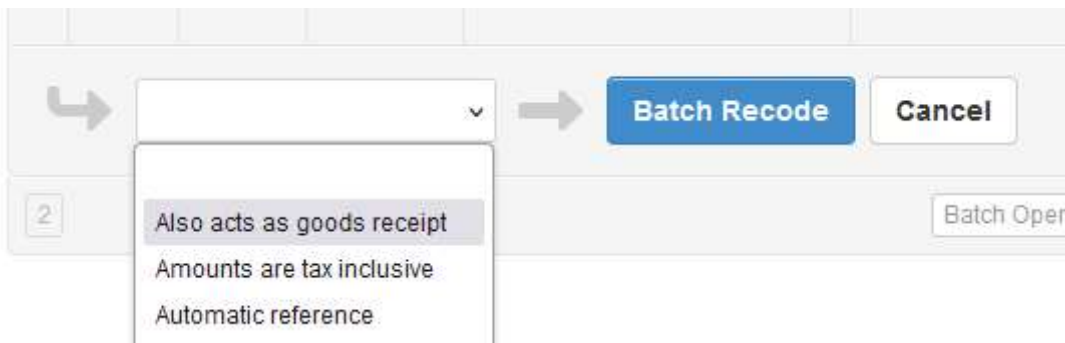 Batch Recode
Cancel
2
Batch Oper
Also acts as goods receipt
Amounts are tax inclusive
Automatic reference